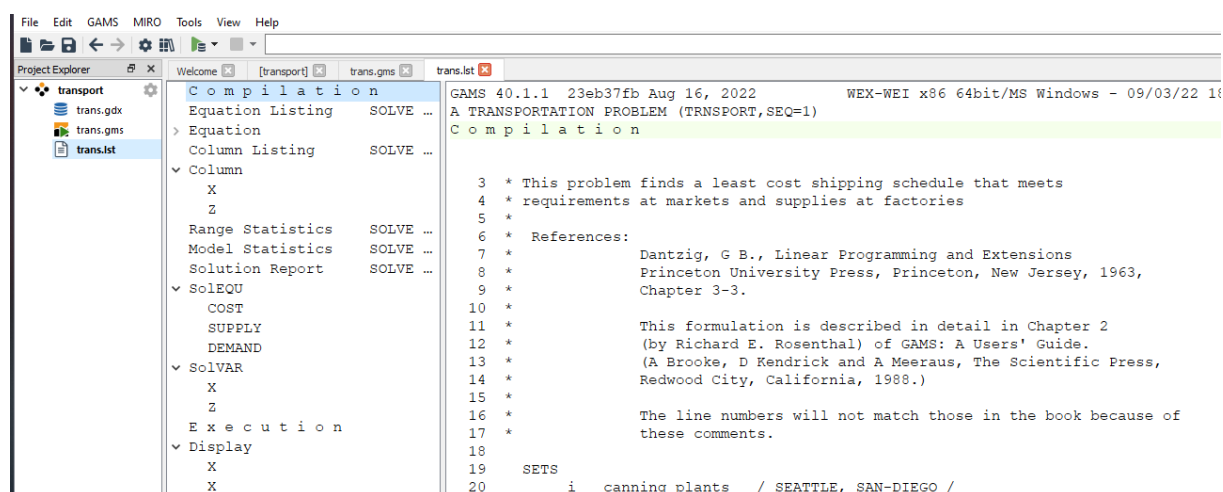 File Edit GAMS MIRO Tools View Help
Project Explorer
transport
trans.gdx
trans.gms
trans.lst
Welcome [transport] trans.gms trans.lst
C o m p i l a t i o n
Equation Listing SOLVE ...
Equation
Column Listing SOLVE ...
Column
X
Z
Range Statistics SOLVE ...
Model Statistics SOLVE ...
Solution Report SOLVE ...
SolEQU
COST
SUPPLY
DEMAND
SolVAR
X
Z
E x e c u t i o n
Display
X
X
GAMS 40.1.1 23eb37fb Aug 16, 2022 WEX-WEI x86 64bit/MS Windows - 09/03/22 18
A TRANSPORTATION PROBLEM (TRNSPORT,SEQ=1)
C o m p i l a t i o n
3 * This problem finds a least cost shipping schedule that meets
4 * requirements at markets and supplies at factories
5 *
6 * References:
7 * Dantzig, G B., Linear Programming and Extensions
8 * Princeton University Press, Princeton, New Jersey, 1963,
9 * Chapter 3-3.
10 *
11 * This formulation is described in detail in Chapter 2
12 * (by Richard E. Rosenthal) of GAMS: A Users' Guide.
13 * (A Brooke, D Kendrick and A Meeraus, The Scientific Press,
14 * Redwood City, California, 1988.)
15 *
16 * The line numbers will not match those in the book because of
17 * these comments.
18
19 SETS
20 i canning plants / SEATTLE, SAN-DIEGO /